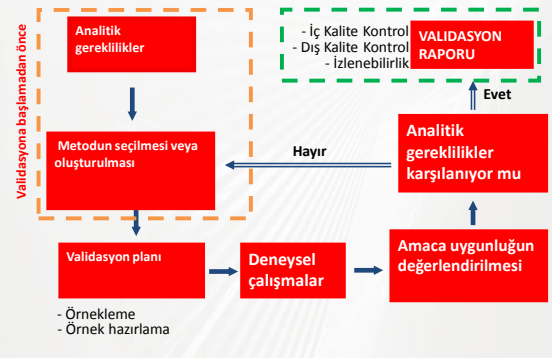 Validasyona başlamadan önce
Analitik
gereklilikler
Metodun seçilmesi veya
oluşturulması
Validasyon planı
- Örnekleme
- Örnek hazırlama
Deneysel
çalışmalar
Amaca uygunluğun
değerlendirilmesi
Analitik
gereklilikler
karşılanıyor mu
Hayır
Evet
- İç Kalite Kontrol
- Dış Kalite Kontrol
- İzlenebilirlik
VALIDASYON
RAPORU